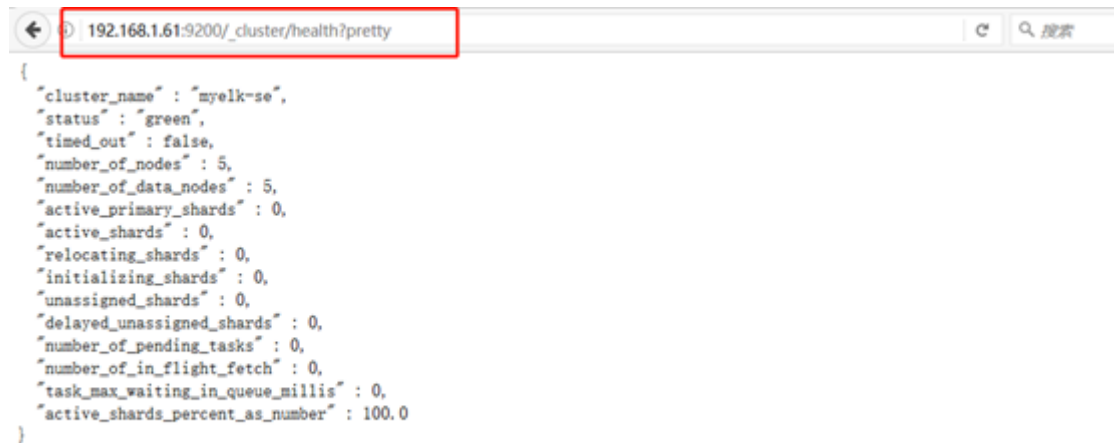 192.168.1.61:9200/_cluster/health?pretty
搜索
{
"cluster_name" : "myelk-se",
"status" : "green",
"timed_out" : false,
"number_of_nodes" : 5,
"number_of_data_nodes" : 5,
"active_primary_shards" : 0,
"active_shards" : 0,
"relocating_shards" : 0,
"initializing_shards" : 0,
"unassigned_shards" : 0,
"delayed_unassigned_shards" : 0,
"number_of_pending_tasks" : 0,
"number_of_in_flight_fetch" : 0,
"task_max_waiting_in_queue_millis" : 0,
"active_shards_percent_as_number" : 100.0
}